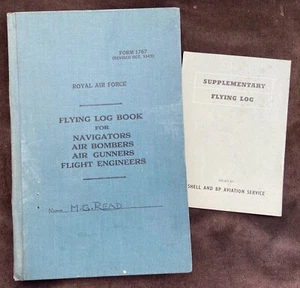 FORM 1767
ROYAL AIR FORCE
FLYING LOG BOOK
FOR
NAVIGATORS
AIR BOMBERS
AIR GUNNERS
FLIGHT ENGINEERS
Name M.G. READ
SUPPLEMENTARY
FLYING LOG
SHELL AND BP AVIATION SERVICE